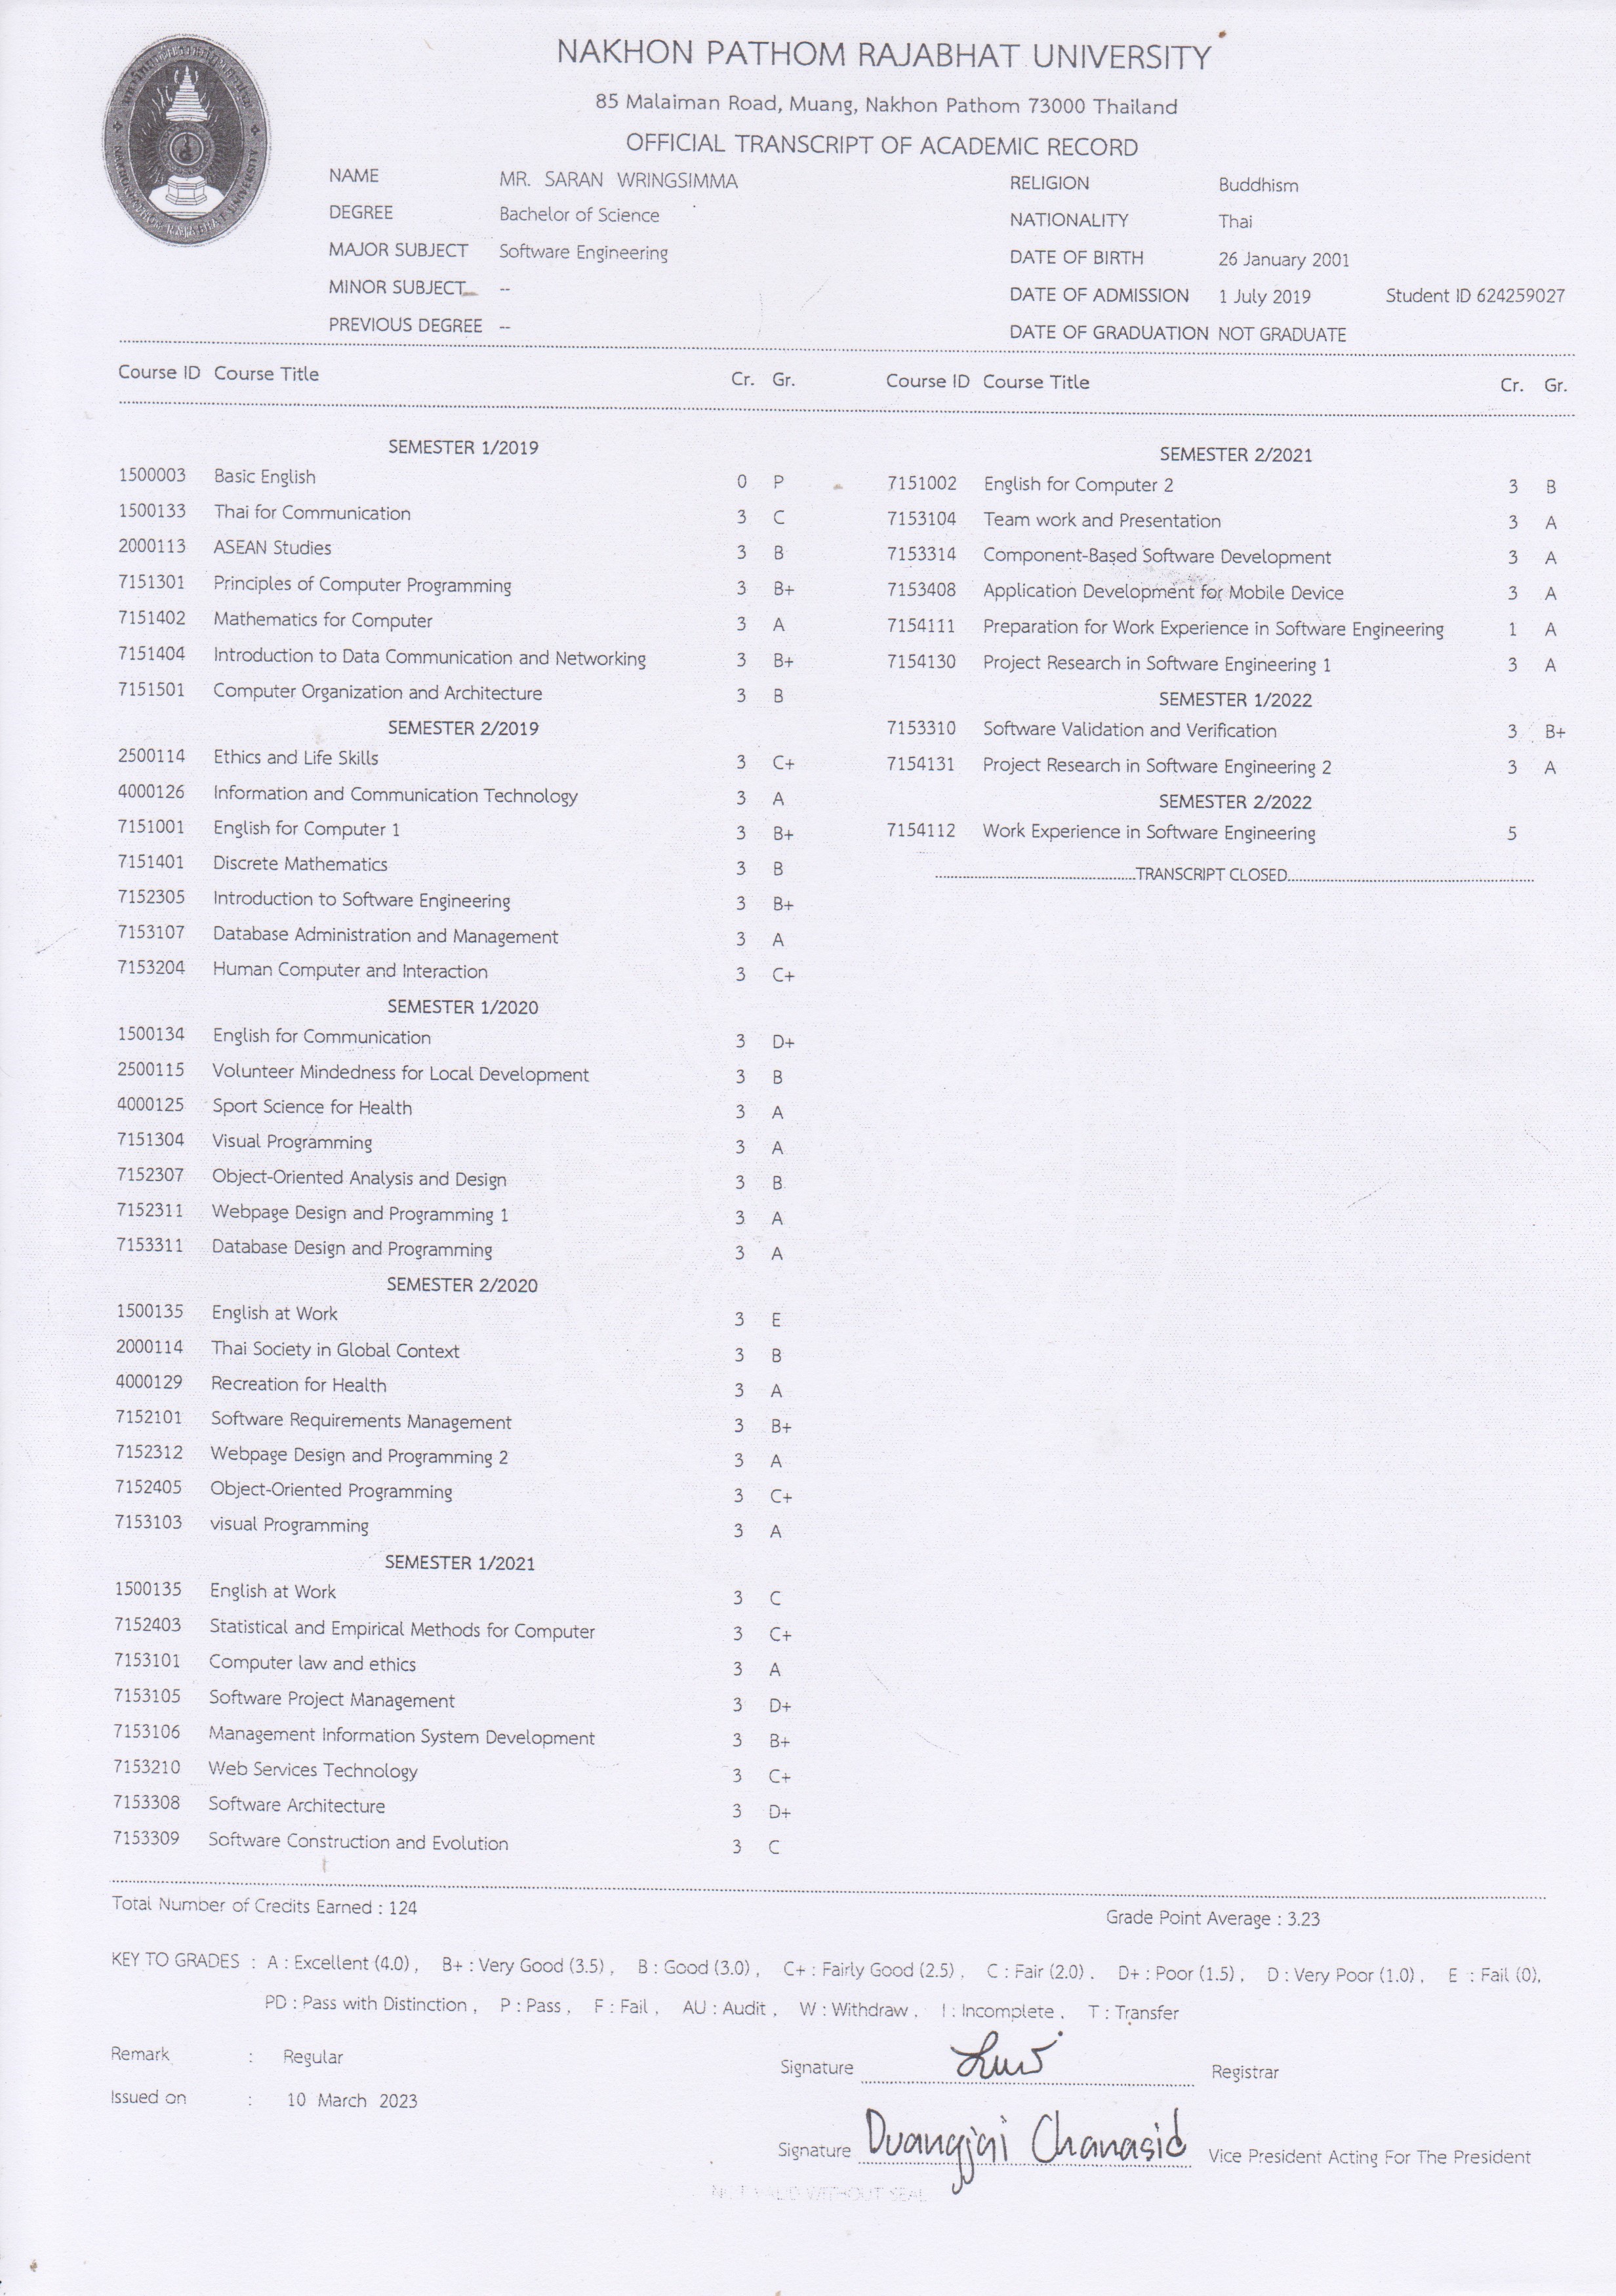 NAKHON PATHOM RAJABHAT UNIVERSITY
85 Malaiman Road, Muang, Nakhon Pathom 73000 Thailand
OFFICIAL TRANSCRIPT OF ACADEMIC RECORD
NAME MR. SARAN WRINGSIMMA
DEGREE Bachelor of Science
MAJOR SUBJECT Software Engineering
MINOR SUBJECT --
PREVIOUS DEGREE --
RELIGION Buddhism
NATIONALITY Thai
DATE OF BIRTH 26 January 2001
DATE OF ADMISSION 1 July 2019 Student ID 624259027
DATE OF GRADUATION NOT GRADUATE
Course ID Course Title Cr. Gr.
SEMESTER 1/2019
1500003 Basic English 0 P
1500133 Thai for Communication 3 C
2000113 ASEAN Studies 3 B
7151301 Principles of Computer Programming 3 B+
7151402 Mathematics for Computer 3 A
7151404 Introduction to Data Communication and Networking 3 B+
7151501 Computer Organization and Architecture 3 B
SEMESTER 2/2019
2500114 Ethics and Life Skills 3 C+
4000126 Information and Communication Technology 3 A
7151001 English for Computer 1 3 B+
7151401 Discrete Mathematics 3 B
7152305 Introduction to Software Engineering 3 B+
7153107 Database Administration and Management 3 A
7153204 Human Computer and Interaction 3 C+
SEMESTER 1/2020
1500134 English for Communication 3 D+
2500115 Volunteer Mindedness for Local Development 3 B
4000125 Sport Science for Health 3 A
7151304 Visual Programming 3 A
7152307 Object-Oriented Analysis and Design 3 B
7152311 Webpage Design and Programming 1 3 A
7153311 Database Design and Programming 3 A
SEMESTER 2/2020
1500135 English at Work 3 E
2000114 Thai Society in Global Context 3 B
4000129 Recreation for Health 3 A
7152101 Software Requirements Management 3 B+
7152312 Webpage Design and Programming 2 3 A
7152405 Object-Oriented Programming 3 C+
7153103 visual Programming 3 A
SEMESTER 1/2021
1500135 English at Work 3 C
7152403 Statistical and Empirical Methods for Computer 3 C+
7153101 Computer law and ethics 3 A
7153105 Software Project Management 3 D+
7153106 Management Information System Development 3 B+
7153210 Web Services Technology 3 C+
7153308 Software Architecture 3 D+
7153309 Software Construction and Evolution 3 C
Course ID Course Title Cr. Gr.
SEMESTER 2/2021
7151002 English for Computer 2 3 B
7153104 Team work and Presentation 3 A
7153314 Component-Based Software Development 3 A
7153408 Application Development for Mobile Device 3 A
7154111 Preparation for Work Experience in Software Engineering 1 A
7154130 Project Research in Software Engineering 1 3 A
SEMESTER 1/2022
7153310 Software Validation and Verification 3 B+
7154131 Project Research in Software Engineering 2 3 A
SEMESTER 2/2022
7154112 Work Experience in Software Engineering 5
TRANSCRIPT CLOSED
Total Number of Credits Earned : 124
Grade Point Average : 3.23
KEY TO GRADES : A : Excellent (4.0), B+ : Very Good (3.5), B : Good (3.0), C+ : Fairly Good (2.5), C : Fair (2.0), D+ : Poor (1.5), D : Very Poor (1.0), E : Fail (0),
PD : Pass with Distinction, P : Pass, F : Fail, AU : Audit, W : Withdraw, I : Incomplete, T : Transfer
Remark : Regular
Issued on : 10 March 2023
Signature Registrar
Signature Duangjai Chanasid Vice President Acting For The President
NOT VALID WITHOUT SEAL